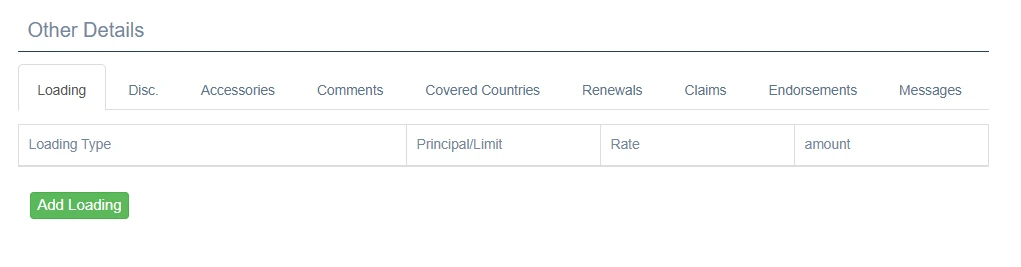 Other Details
Loading Disc. Accessories Comments Covered Countries Renewals Claims Endorsements Messages
Loading Type Principal/Limit Rate amount
Add Loading